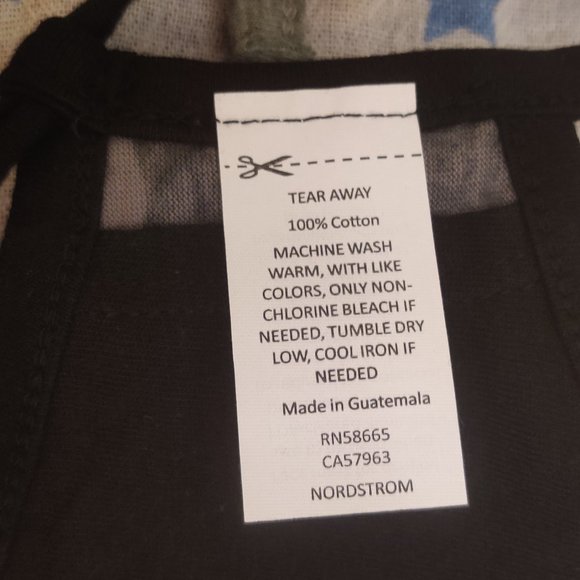 TEAR AWAY
100% Cotton
MACHINE WASH
WARM, WITH LIKE
COLORS, ONLY NON-
CHLORINE BLEACH IF
NEEDED, TUMBLE DRY
LOW, COOL IRON IF
NEEDED
Made in Guatemala
RN58665
CA57963
NORDSTROM